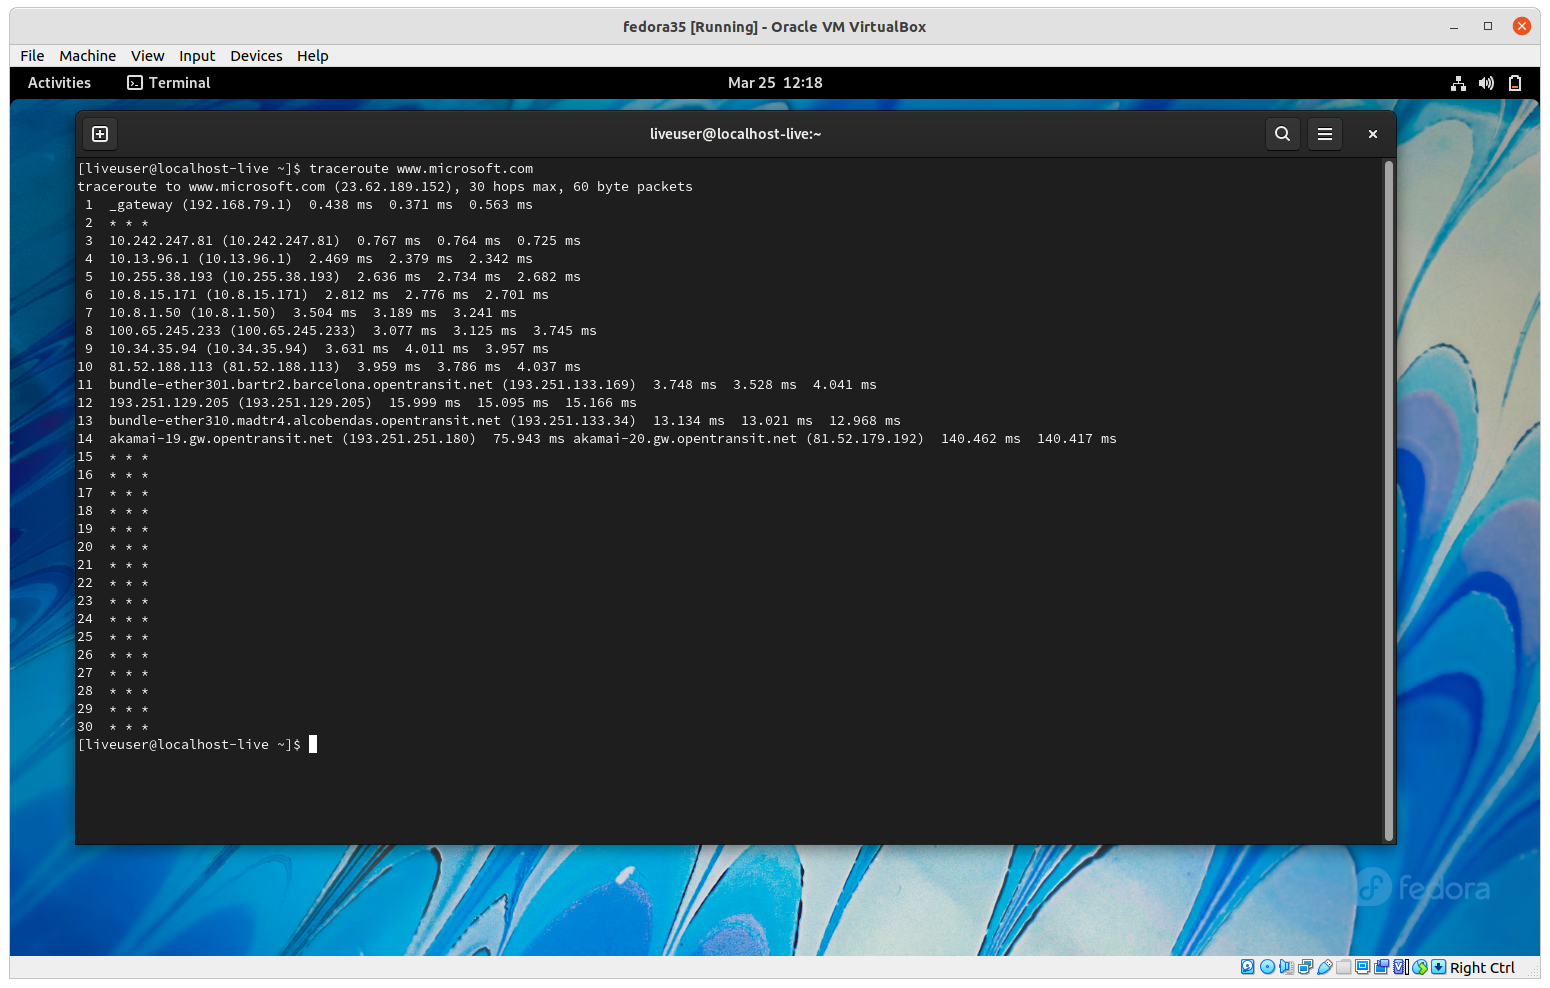 fedora35 [Running] - Oracle VM VirtualBox
File Machine View Input Devices Help
Activities Terminal Mar 25 12:18
liveuser@localhost-live:~
[liveuser@localhost-live ~]$ traceroute www.microsoft.com
traceroute to www.microsoft.com (23.62.189.152), 30 hops max, 60 byte packets
1 _gateway (192.168.79.1) 0.438 ms 0.371 ms 0.563 ms
2 * * *
3 10.242.247.81 (10.242.247.81) 0.767 ms 0.764 ms 0.725 ms
4 10.13.96.1 (10.13.96.1) 2.469 ms 2.379 ms 2.342 ms
5 10.255.38.193 (10.255.38.193) 2.636 ms 2.734 ms 2.682 ms
6 10.8.15.171 (10.8.15.171) 2.812 ms 2.776 ms 2.701 ms
7 10.8.1.50 (10.8.1.50) 3.504 ms 3.189 ms 3.241 ms
8 100.65.245.233 (100.65.245.233) 3.077 ms 3.125 ms 3.745 ms
9 10.34.35.94 (10.34.35.94) 3.631 ms 4.011 ms 3.957 ms
10 81.52.188.113 (81.52.188.113) 3.959 ms 3.786 ms 4.037 ms
11 bundle-ether301.bartr2.barcelona.opentransit.net (193.251.133.169) 3.748 ms 3.528 ms 4.041 ms
12 193.251.129.205 (193.251.129.205) 15.999 ms 15.095 ms 15.166 ms
13 bundle-ether310.madtr4.alcobendas.opentransit.net (193.251.133.34) 13.134 ms 13.021 ms 12.968 ms
14 akamai-19.gw.opentransit.net (193.251.251.180) 75.943 ms akamai-20.gw.opentransit.net (81.52.179.192) 140.462 ms 140.417 ms
15 * * *
16 * * *
17 * * *
18 * * *
19 * * *
20 * * *
21 * * *
22 * * *
23 * * *
24 * * *
25 * * *
26 * * *
27 * * *
28 * * *
29 * * *
30 * * *
[liveuser@localhost-live ~]$
fedora
Right Ctrl